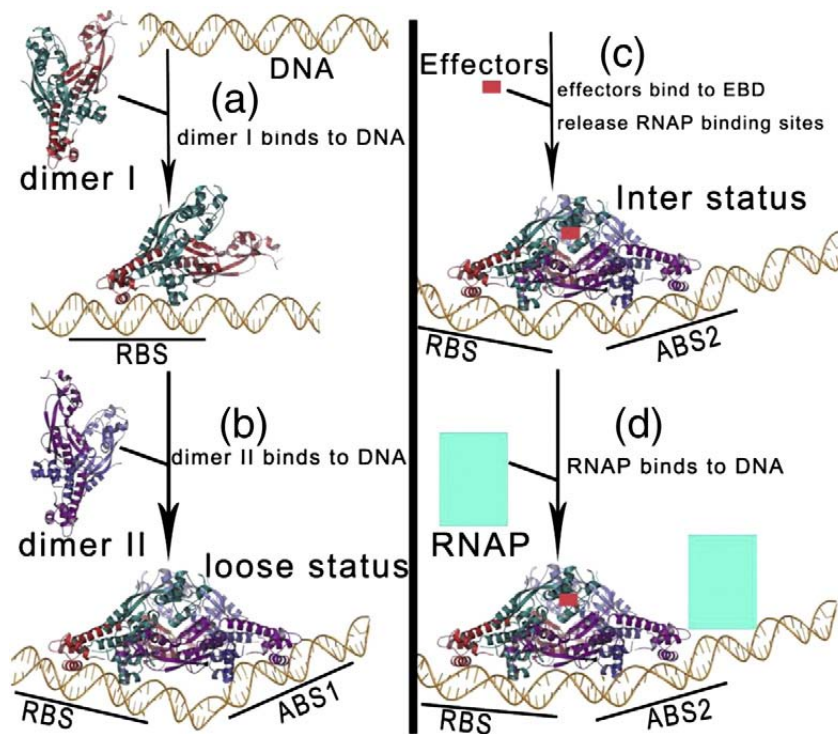 DNA
(a)
dimer I binds to DNA
dimer I
RBS
(b)
dimer II binds to DNA
dimer II
loose status
RBS
ABS1
(c)
Effectors
effectors bind to EBD
release RNAP binding sites
Inter status
RBS
ABS2
(d)
RNAP binds to DNA
RNAP
RBS
ABS2